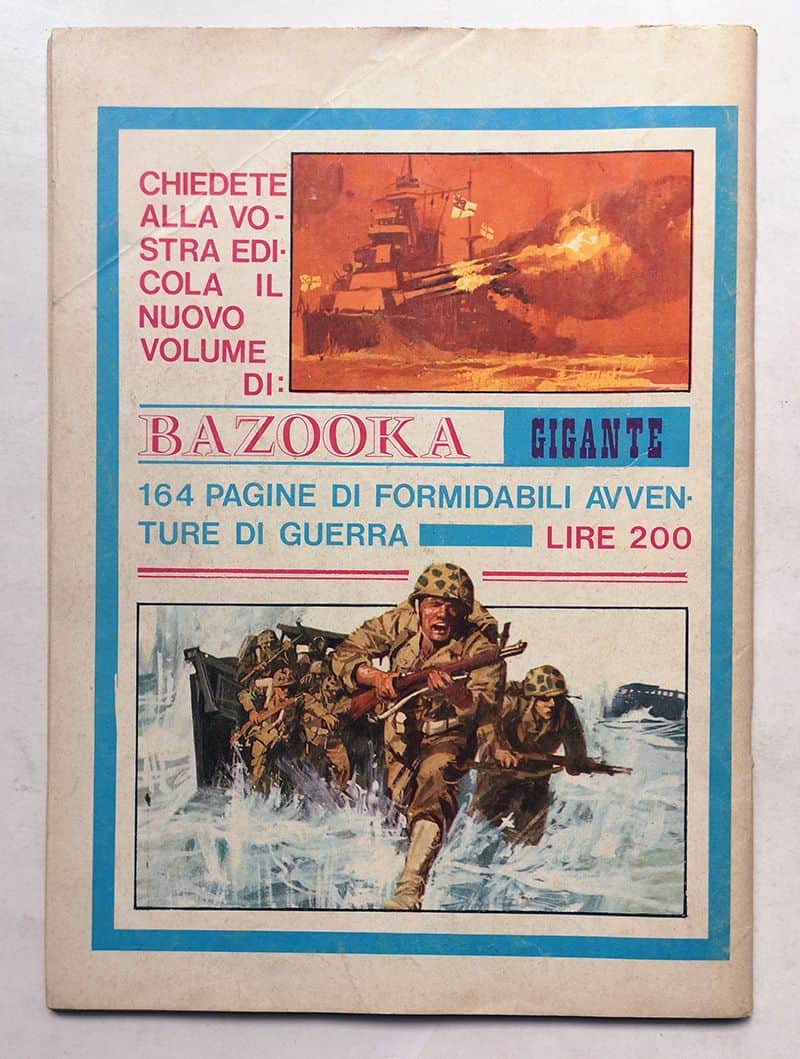 CHIEDETE
ALLA VO-
STRA EDI-
COLA IL
NUOVO
VOLUME
DI:
BAZOOKA GIGANTE
164 PAGINE DI FORMIDABILI AVVEN-
TURE DI GUERRA LIRE 200